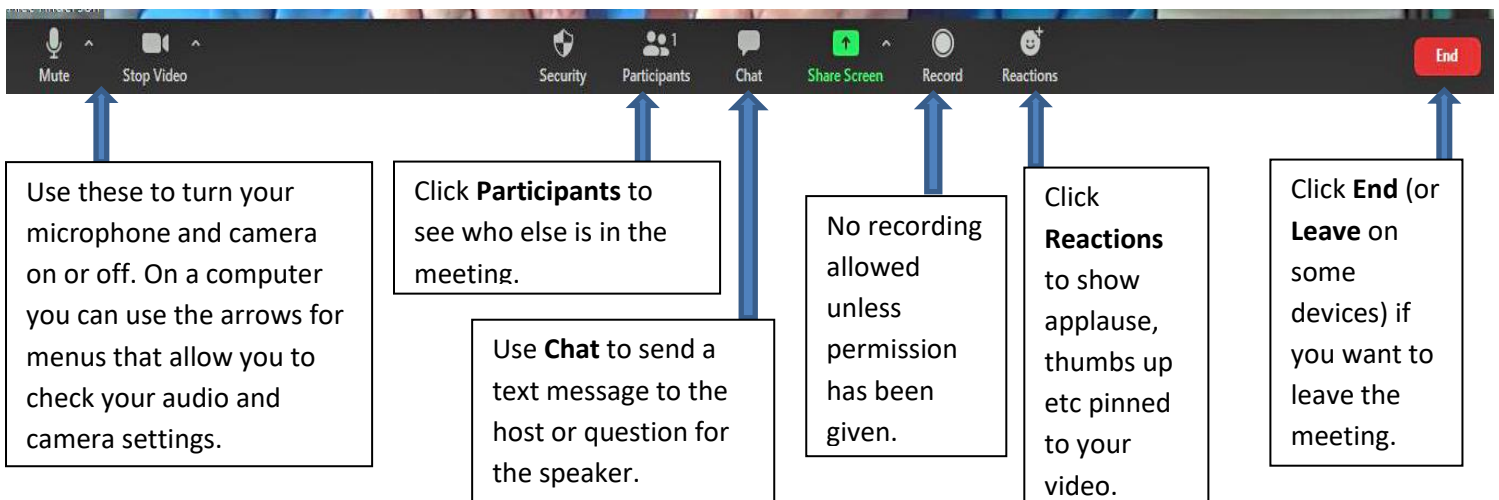 Mute
Stop Video
Security
Participants
1
Chat
Share Screen
Record
Reactions
End
Use these to turn your
microphone and camera
on or off. On a computer
you can use the arrows for
menus that allow you to
check your audio and
camera settings.
Click Participants to
see who else is in the
meeting.
Use Chat to send a
text message to the
host or question for
the speaker.
No recording
allowed
unless
permission
has been
given.
Click
Reactions
to show
applause,
thumbs up
etc pinned
to your
video.
Click End (or
Leave on
some
devices) if
you want to
leave the
meeting.